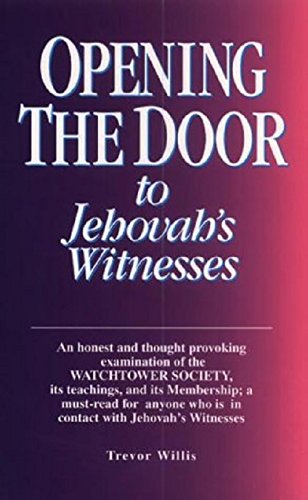 OPENING
THE DOOR
to
Jehovah's
Witnesses
An honest and thought provoking
examination of the
WATCHTOWER SOCIETY,
its teachings, and its Membership; a
must-read for anyone who is in
contact with Jehovah's Witnesses
Trevor Willis